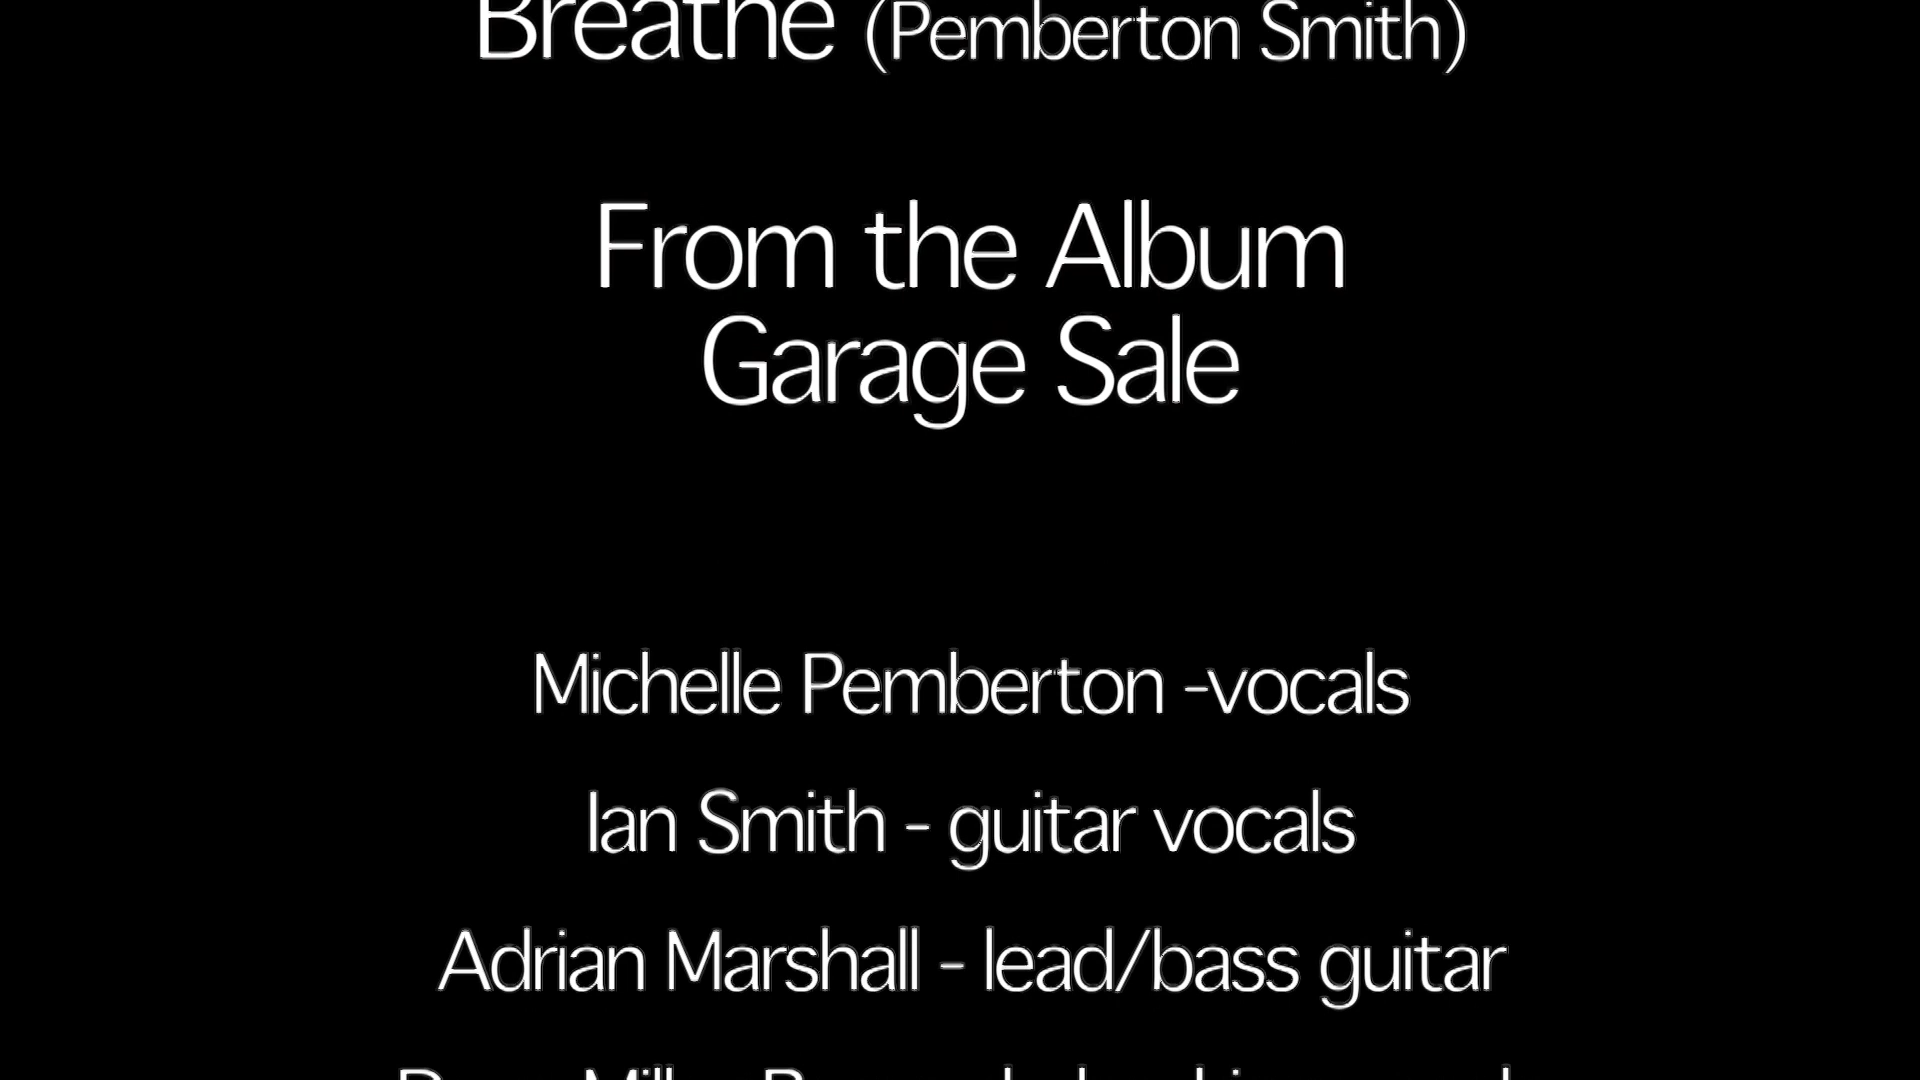 Breathe (Pemberton Smith)
From the Album
Garage Sale
Michelle Pemberton -vocals
Ian Smith - guitar vocals
Adrian Marshall - lead/bass guitar